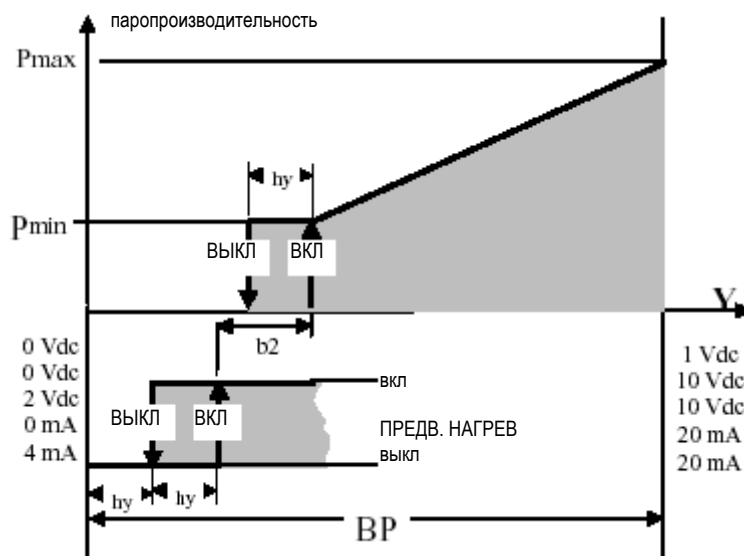 паропроизводительность
Pmax
hy
Pmin
ВЫКЛ
ВКЛ
Y
b2
0 Vdc
0 Vdc
2 Vdc
0 mA
4 mA
1 Vdc
10 Vdc
10 Vdc
20 mA
20 mA
вкл
ВЫКЛ
ВКЛ
ПРЕДВ. НАГРЕВ
выкл
hy
hy
BP